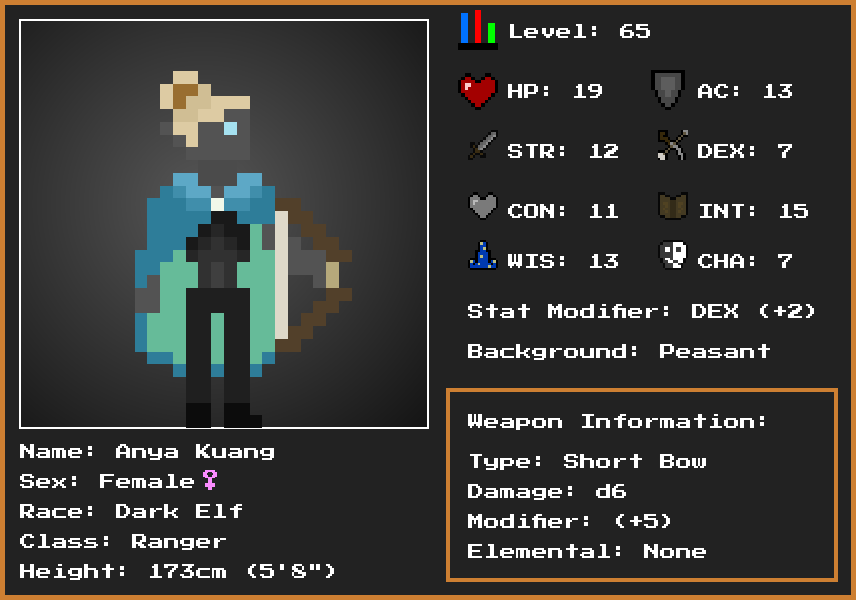 Level: 65
HP: 19
AC: 13
STR: 12
DEX: 7
CON: 11
INT: 15
WIS: 13
CHA: 7
Stat Modifier: DEX (+2)
Background: Peasant
Weapon Information:
Type: Short Bow
Damage: d6
Modifier: (+5)
Elemental: None
Name: Anya Kuang
Sex: Female♀
Race: Dark Elf
Class: Ranger
Height: 173cm (5'8")